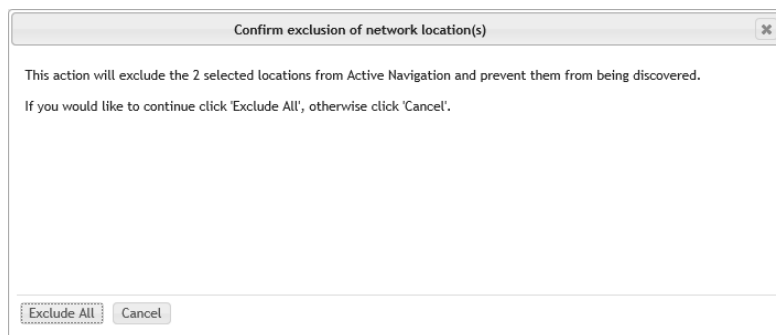 Confirm exclusion of network location(s)
This action will exclude the 2 selected locations from Active Navigation and prevent them from being discovered.
If you would like to continue click 'Exclude All', otherwise click 'Cancel'.
Exclude All
Cancel